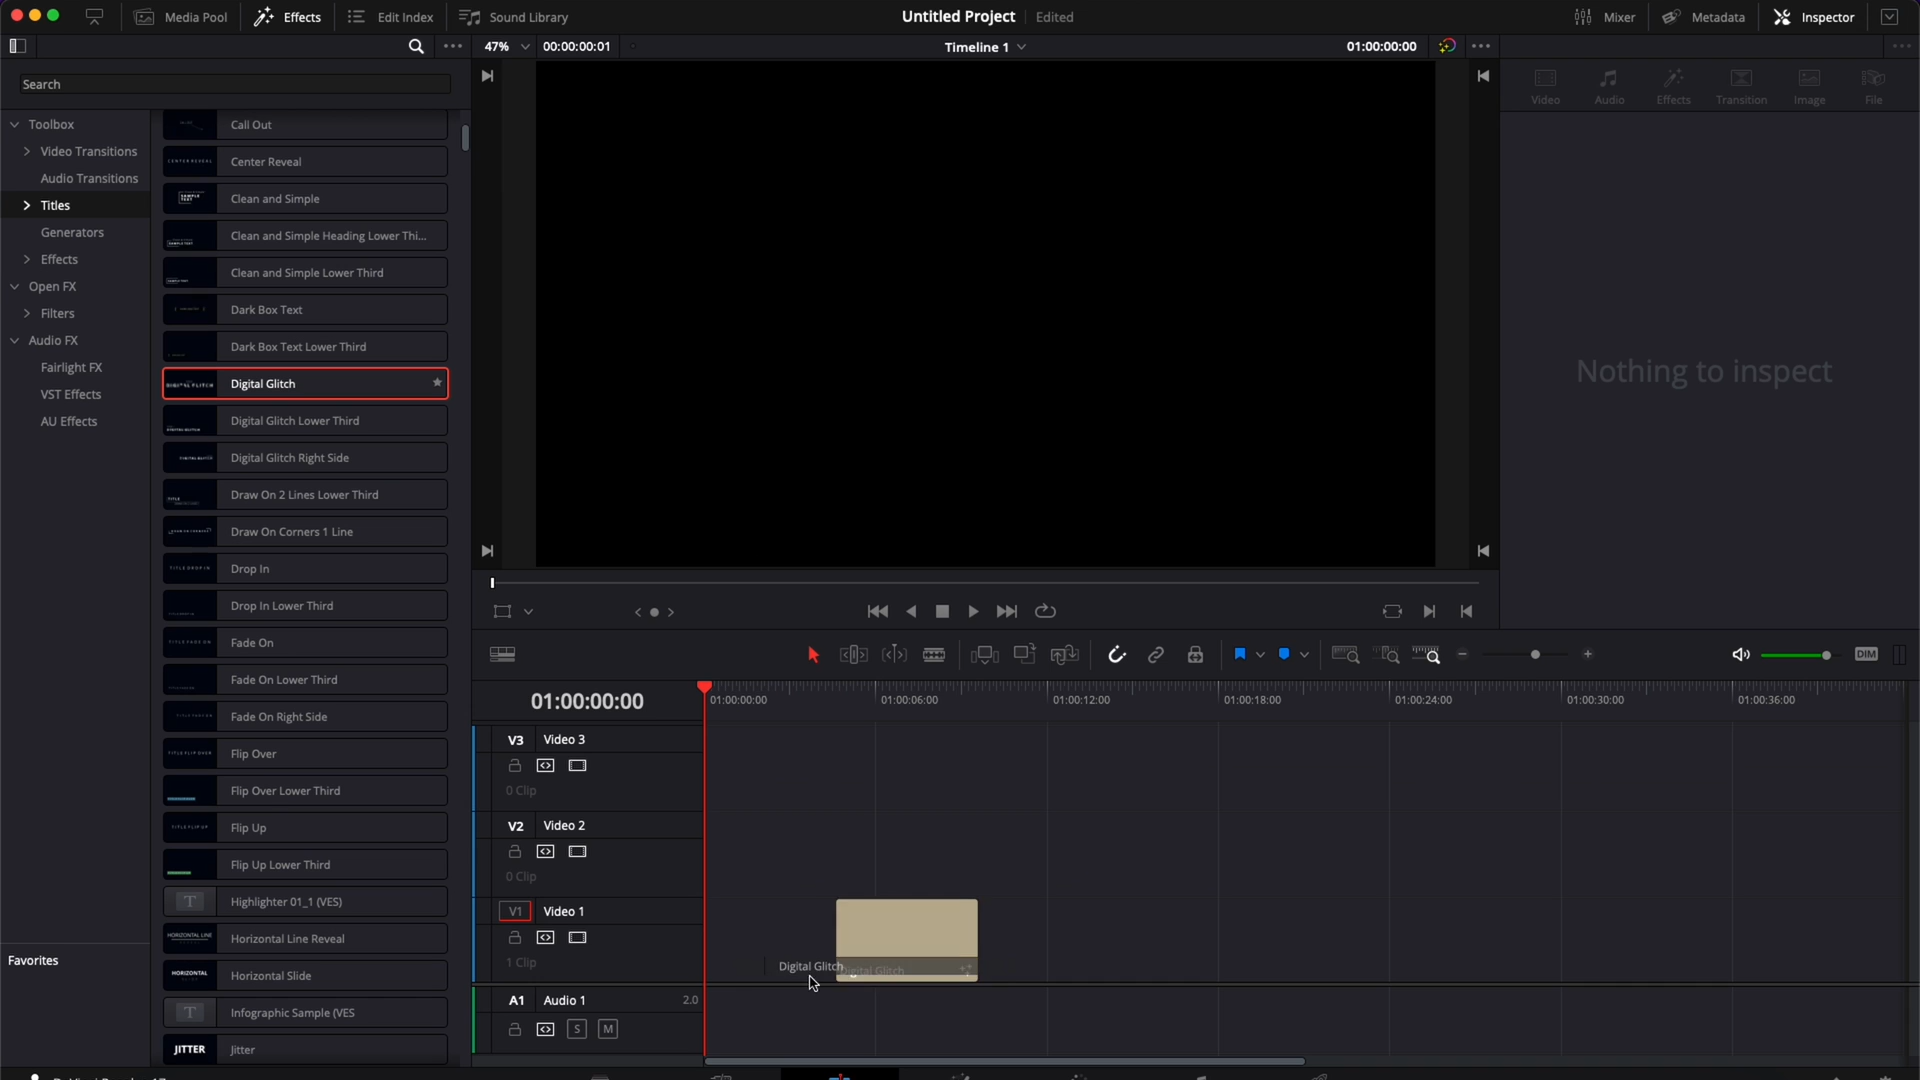 Media Pool
Effects
Edit Index
Sound Library
Untitled Project
Edited
Mixer
Metadata
Inspector
47%
00:00:00:01
Timeline 1
01:00:00:00
Search
Video
Audio
Effects
Transition
Image
File
Toolbox
Video Transitions
Audio Transitions
Titles
Generators
Effects
Open FX
Filters
Audio FX
Fairlight FX
VST Effects
AU Effects
Favorites
Call Out
Center Reveal
Clean and Simple
Clean and Simple Heading Lower Thi...
Clean and Simple Lower Third
Dark Box Text
Dark Box Text Lower Third
Digital Glitch
Digital Glitch Lower Third
Digital Glitch Right Side
Draw On 2 Lines Lower Third
Draw On Corners 1 Line
Drop In
Drop In Lower Third
Fade On
Fade On Lower Third
Fade On Right Side
Flip Over
Flip Over Lower Third
Flip Up
Flip Up Lower Third
Highlighter 01_1 (VES)
Horizontal Line Reveal
HORIZONTAL
Horizontal Slide
Infographic Sample (VES
JITTER
Jitter
Nothing to inspect
DIM
01:00:00:00
01:00:00:00
01:00:06:00
01:00:12:00
01:00:18:00
01:00:24:00
01:00:30:00
01:00:36:00
V3 Video 3
0 Clip
V2 Video 2
0 Clip
V1 Video 1
1 Clip
Digital Glitch
Digital Glitch
A1 Audio 1 2.0
S M